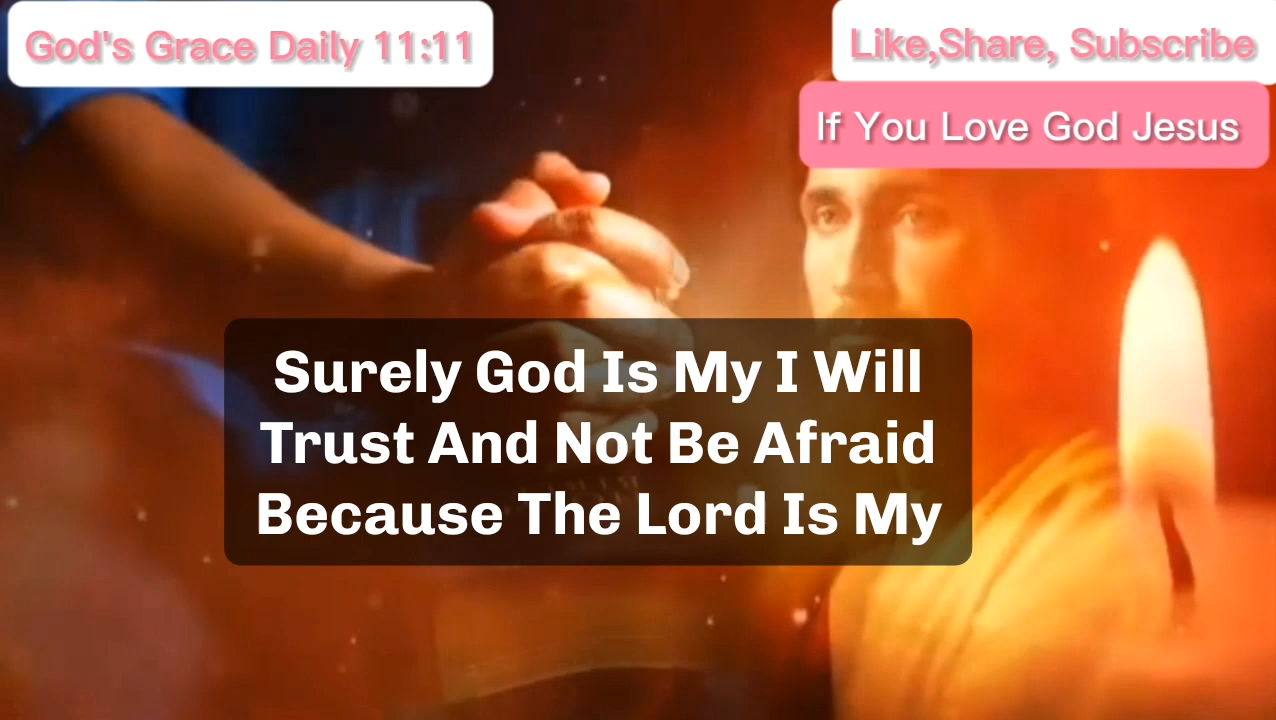 God's Grace Daily 11:11
Like,Share, Subscribe
If You Love God Jesus
Surely God Is My I Will
Trust And Not Be Afraid
Because The Lord Is My